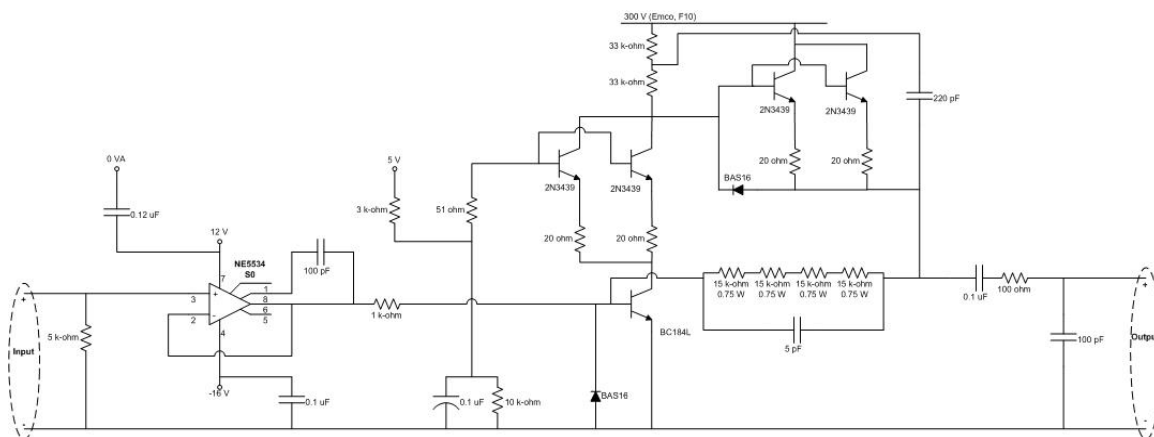 300 V (Emco, F10)
33 k-ohm
33 k-ohm
2N3439
2N3439
220 pF
0 VA
5 V
20 ohm
20 ohm
BAS16
2N3439
2N3439
3 k-ohm
51 ohm
0.12 uF
12 V
NE5534
S0
100 pF
20 ohm
20 ohm
7
1
+
3
8
2
-
6
5
4
+
1 k-ohm
15 k-ohm
0.75 W
15 k-ohm
0.75 W
15 k-ohm
0.75 W
15 k-ohm
0.75 W
0.1 uF
100 ohm
+
5 k-ohm
Input
BC184L
5 pF
100 pF
Output
-16 V
0.1 uF
0.1 uF
10 k-ohm
BAS16
-
-